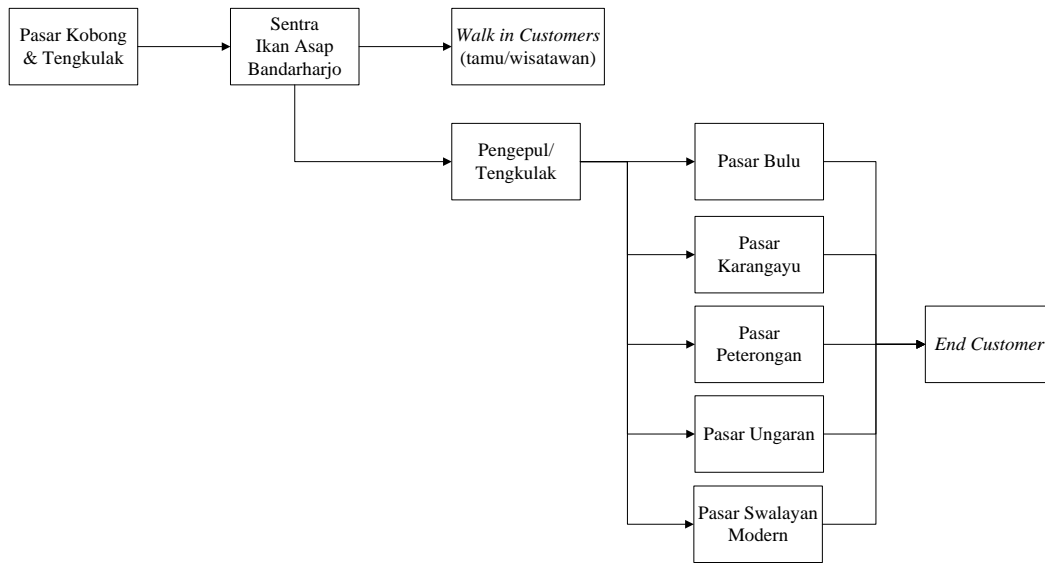 Pasar Kobong
& Tengkulak
Sentra
Ikan Asap
Bandarharjo
Walk in Customers
(tamu/wisatawan)
Pengepul/
Tengkulak
Pasar Bulu
Pasar
Karangayu
Pasar
Peterongan
Pasar Ungaran
Pasar Swalayan
Modern
End Customer